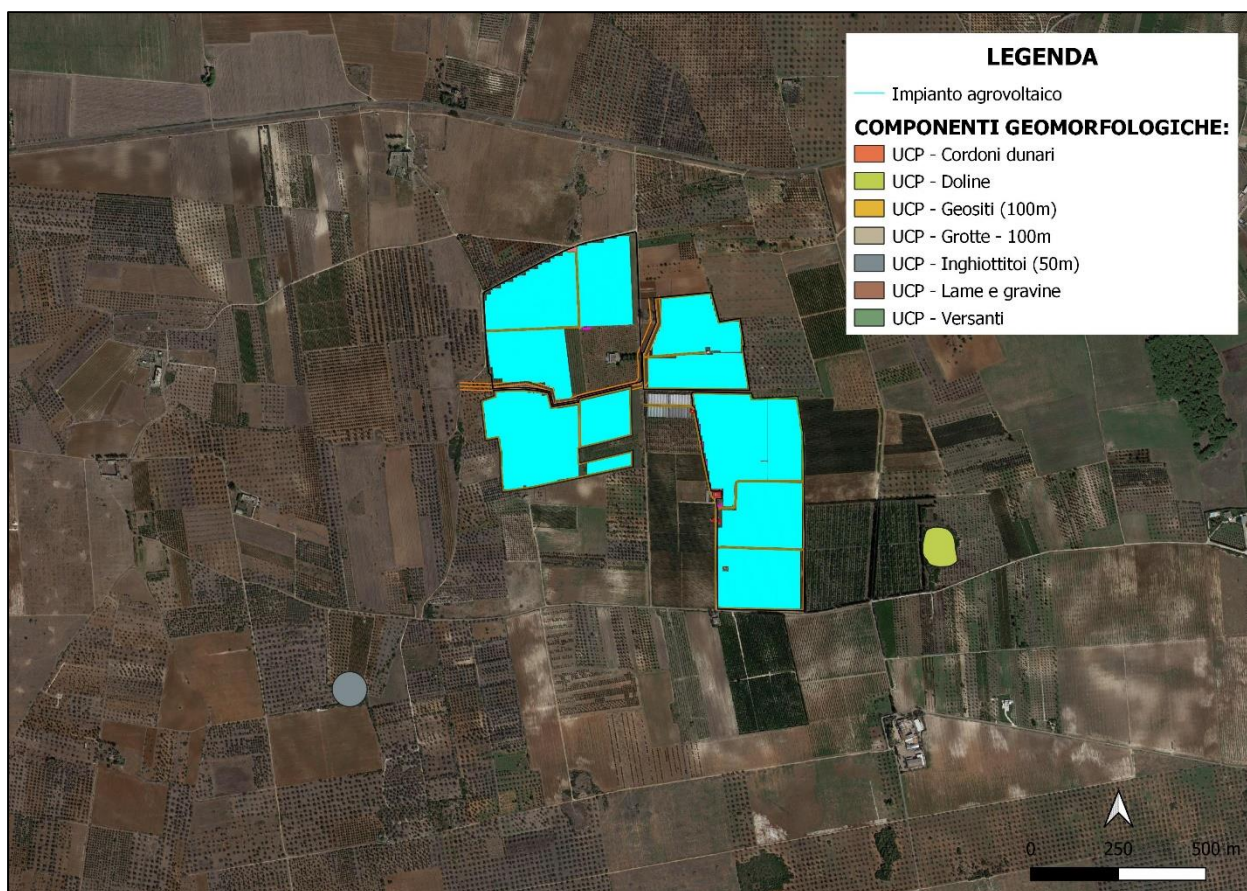 LEGENDA
Impianto agrovoltaico
COMPONENTI GEOMORFOLOGICHE:
UCP - Cordoni dunari
UCP - Doline
UCP - Geositi (100m)
UCP - Grotte - 100m
UCP - Inghiottitoi (50m)
UCP - Lame e gravine
UCP - Versanti
0 250 500 m